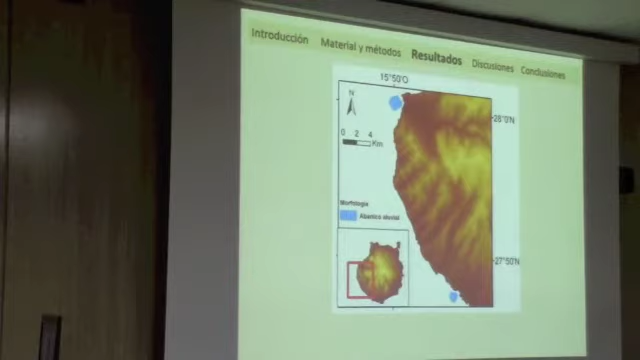 Introducción Material y métodos Resultados Discusiones Conclusiones
15°50'O
N
28°0'N
0 2 4
Km
Morfología
Abanico aluvial
27°50'N